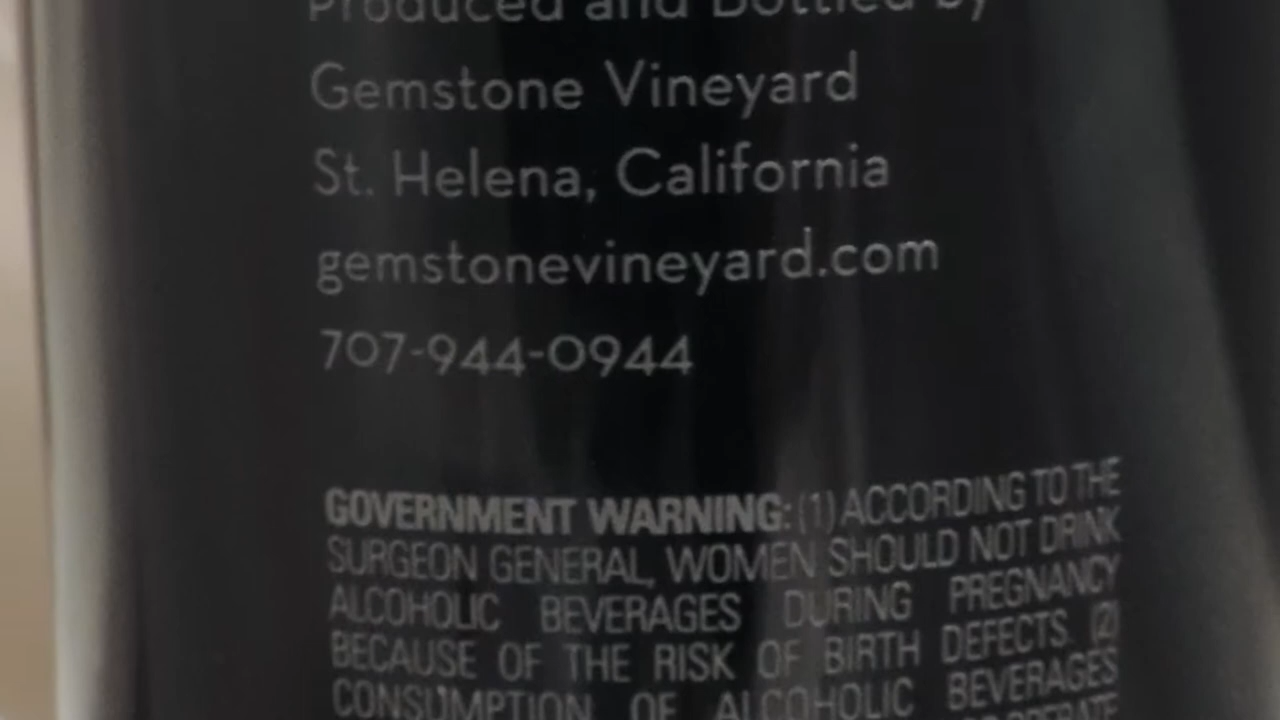 Produced and Bottled by
Gemstone Vineyard
St. Helena, California
gemstonevineyard.com
707-944-0944
GOVERNMENT WARNING: (1) ACCORDING TO THE
SURGEON GENERAL, WOMEN SHOULD NOT DRINK
ALCOHOLIC BEVERAGES DURING PREGNANCY
BECAUSE OF THE RISK OF BIRTH DEFECTS. (2)
CONSUMPTION OF ALCOHOLIC BEVERAGES
OPERATE